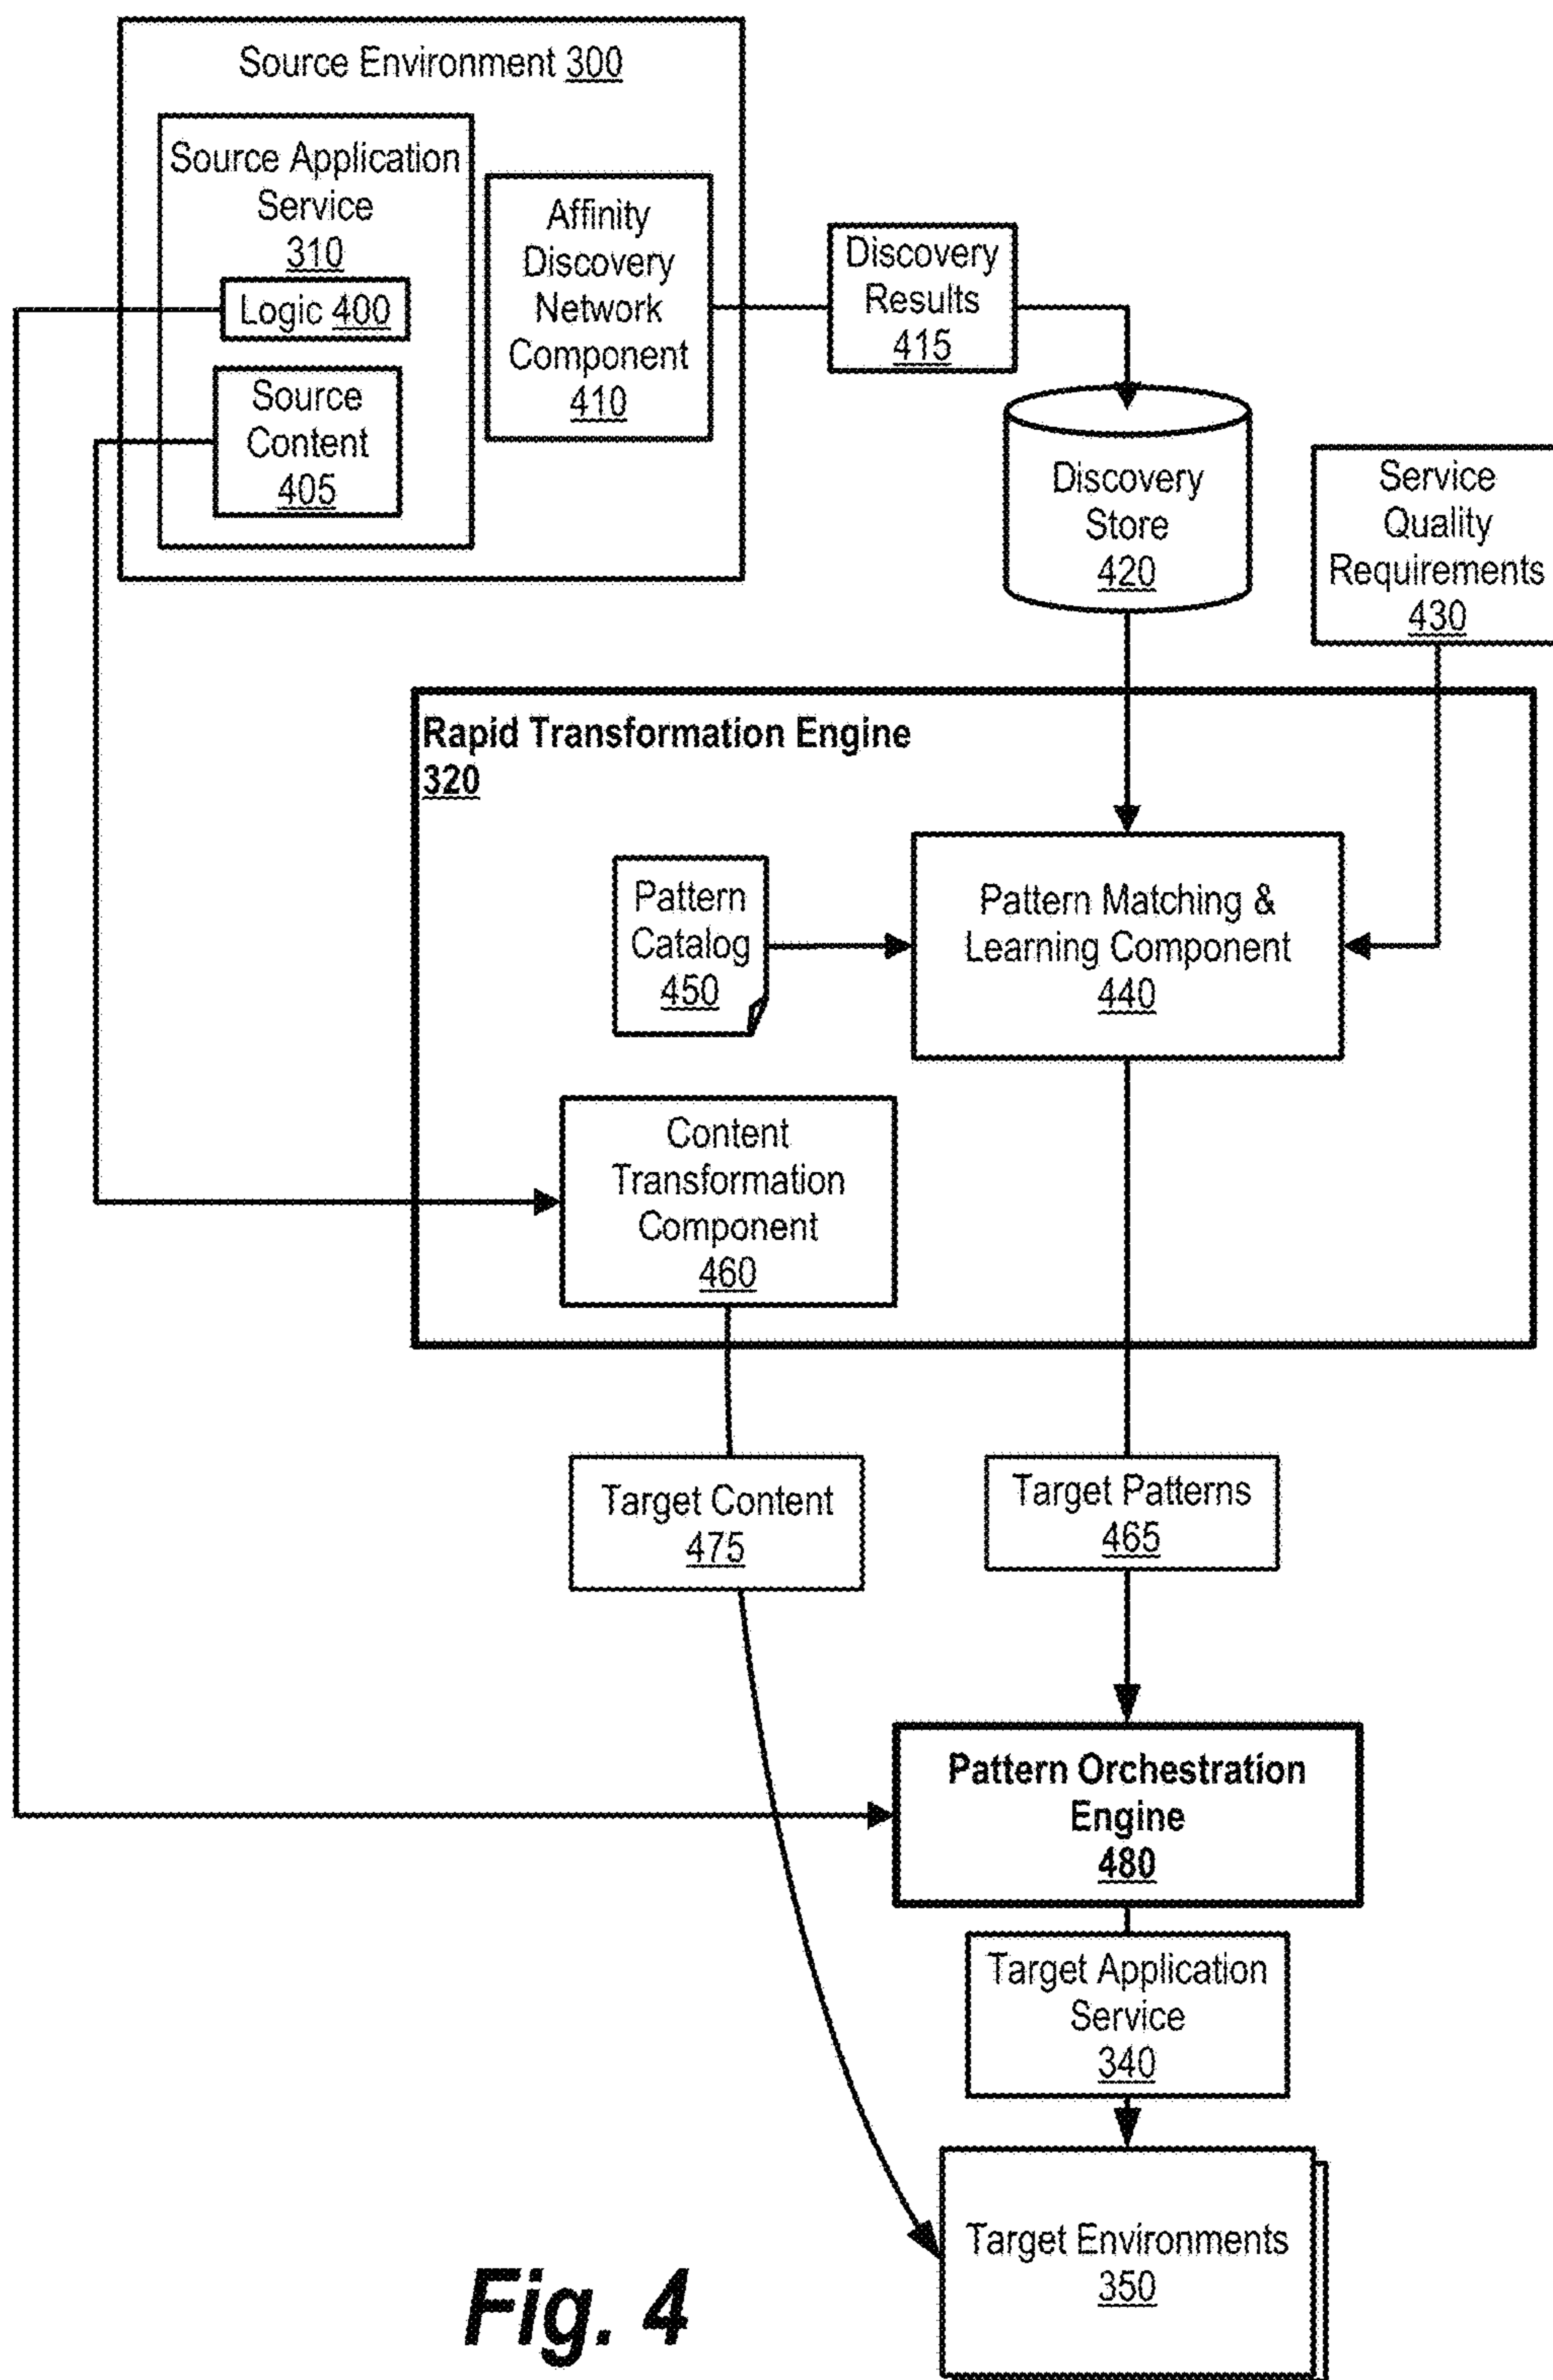 Source Environment 300
Source Application
Service
310
Logic 400
Source
Content
405
Affinity
Discovery
Network
Component
410
Discovery
Results
415
Discovery
Store
420
Service
Quality
Requirements
430
Rapid Transformation Engine
320
Pattern
Catalog
450
Pattern Matching &
Learning Component
440
Content
Transformation
Component
460
Target Content
475
Target Patterns
465
Pattern Orchestration
Engine
480
Target Application
Service
340
Target Environments
350
Fig. 4